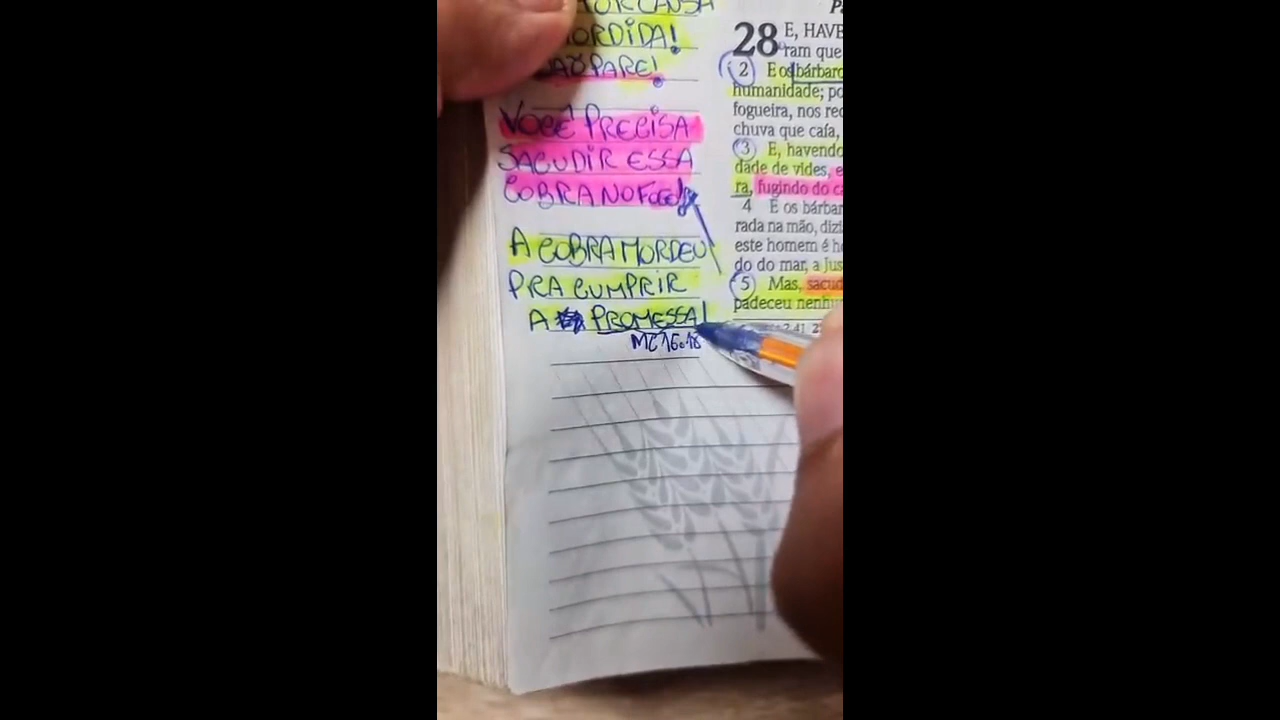 MORDIDA!
NÃO PARE!
VOCÊ PRECISA
SACUDIR ESSA
COBRA NO FOGO!
A COBRA MORDEU
PRA CUMPRIR
A PROMESSA!
MC 16.18
28 E, HAVE
ram que
2 E os bárbaro
humanidade; po
fogueira, nos rec
chuva que caía,
3 E, havendo
dade de vides, e
ra, fugindo do ca
4 E os bárbar
rada na mão, dizi
este homem é ho
do do mar, a Jus
5 Mas, sacud
padeceu nenhu